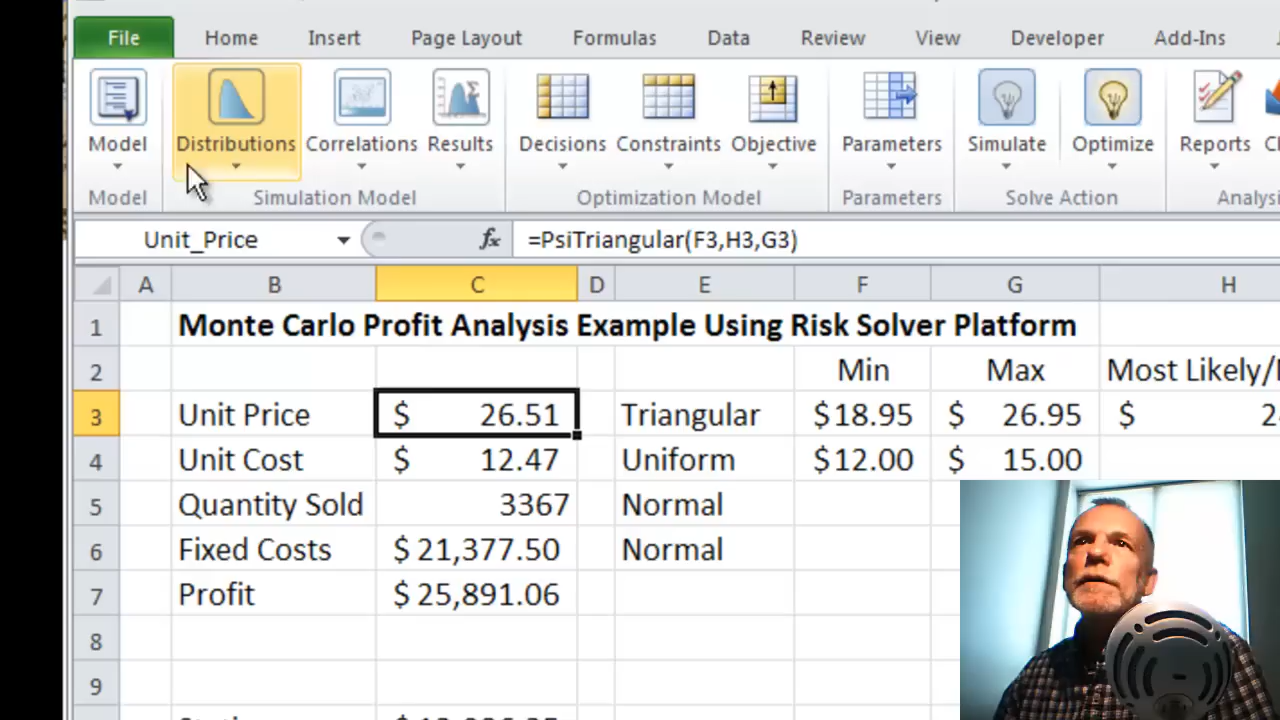 File Home Insert Page Layout Formulas Data Review View Developer Add-Ins
Model Distributions Correlations Results Decisions Constraints Objective Parameters Simulate Optimize Reports
Model Simulation Model Optimization Model Parameters Solve Action
Unit_Price fx =PsiTriangular(F3,H3,G3)
A B C D E F G H
1 Monte Carlo Profit Analysis Example Using Risk Solver Platform
2 Min Max Most Likely/
3 Unit Price $ 26.51 Triangular $18.95 $ 26.95 $
4 Unit Cost $ 12.47 Uniform $12.00 $ 15.00
5 Quantity Sold 3367 Normal
6 Fixed Costs $ 21,377.50 Normal
7 Profit $ 25,891.06
8
9